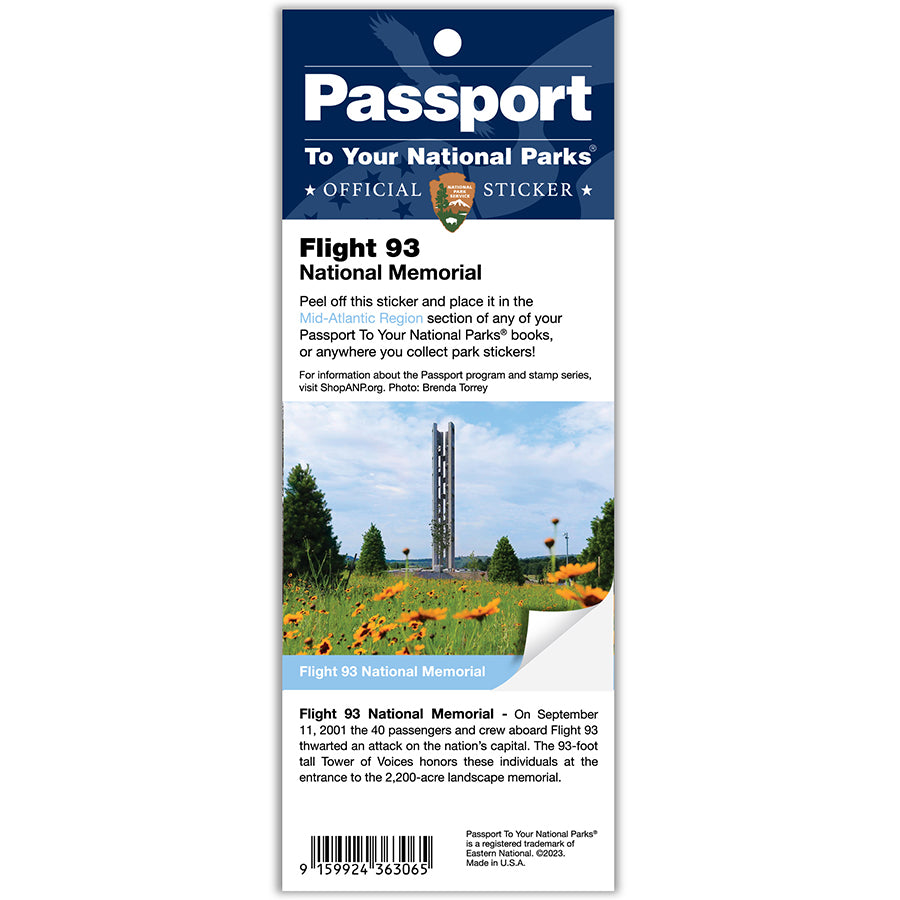 Passport
To Your National Parks®
★ OFFICIAL NATIONAL PARK SERVICE STICKER ★
Flight 93
National Memorial
Peel off this sticker and place it in the
Mid-Atlantic Region section of any of your
Passport To Your National Parks® books,
or anywhere you collect park stickers!
For information about the Passport program and stamp series,
visit ShopANP.org. Photo: Brenda Torrey
Flight 93 National Memorial
Flight 93 National Memorial - On September
11, 2001 the 40 passengers and crew aboard Flight 93
thwarted an attack on the nation's capital. The 93-foot
tall Tower of Voices honors these individuals at the
entrance to the 2,200-acre landscape memorial.
9 159924 363065
Passport To Your National Parks®
is a registered trademark of
Eastern National. ©2023.
Made in U.S.A.